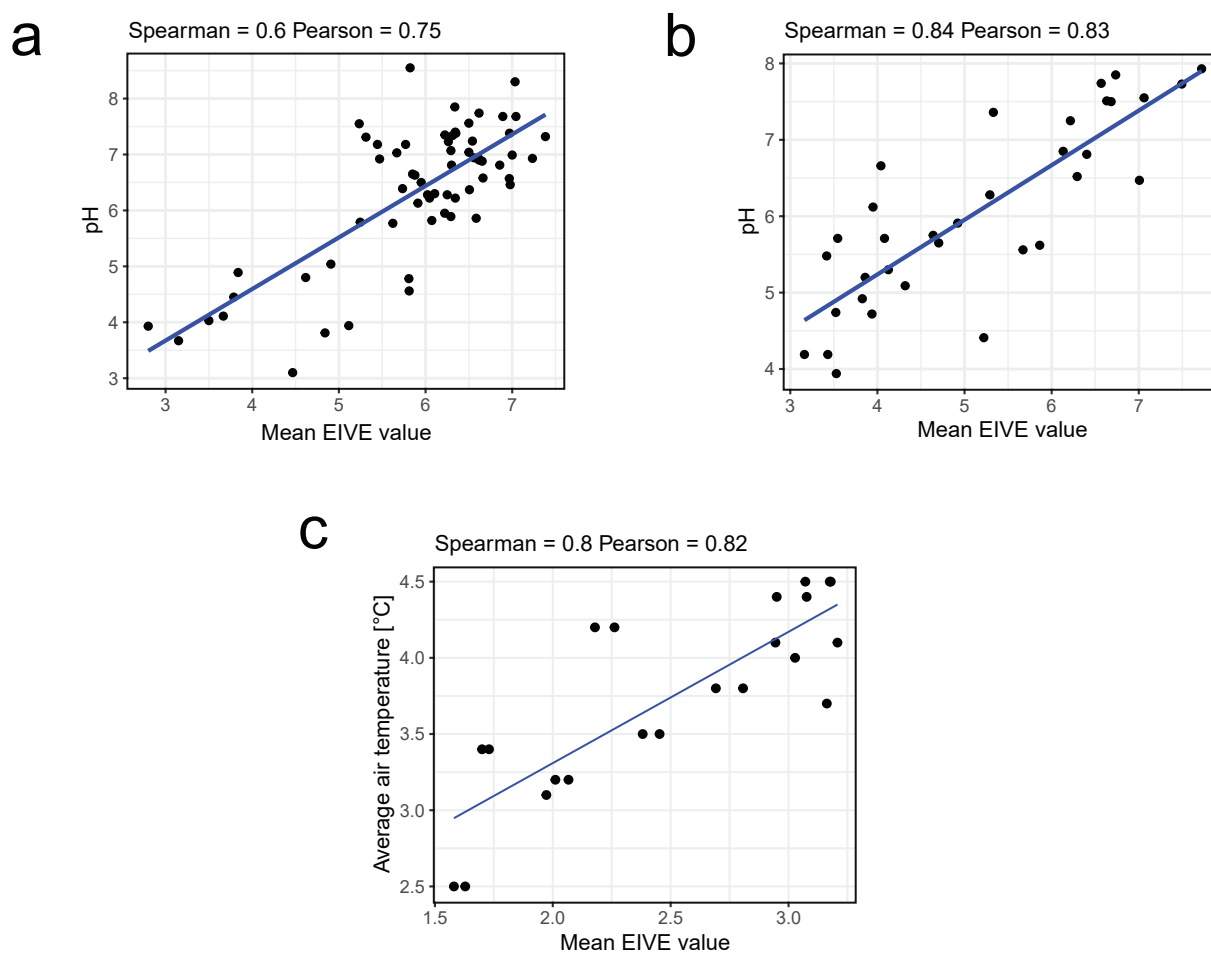 a
Spearman = 0.6 Pearson = 0.75
8
7
6
5
4
3
pH
3 4 5 6 7
Mean EIVE value
b
Spearman = 0.84 Pearson = 0.83
8
7
6
5
4
pH
3 4 5 6 7
Mean EIVE value
c
Spearman = 0.8 Pearson = 0.82
4.5
4.0
3.5
3.0
2.5
Average air temperature [°C]
1.5 2.0 2.5 3.0
Mean EIVE value